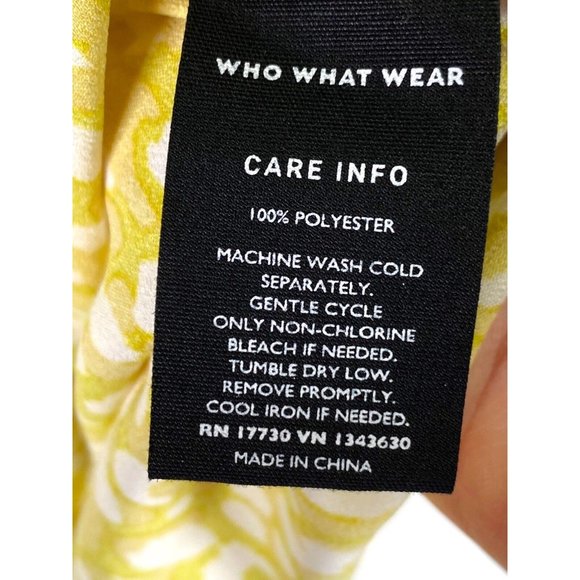 WHO WHAT WEAR
CARE INFO
100% POLYESTER
MACHINE WASH COLD
SEPARATELY.
GENTLE CYCLE
ONLY NON-CHLORINE
BLEACH IF NEEDED.
TUMBLE DRY LOW.
REMOVE PROMPTLY.
COOL IRON IF NEEDED.
RN 17730 VN 1343630
MADE IN CHINA